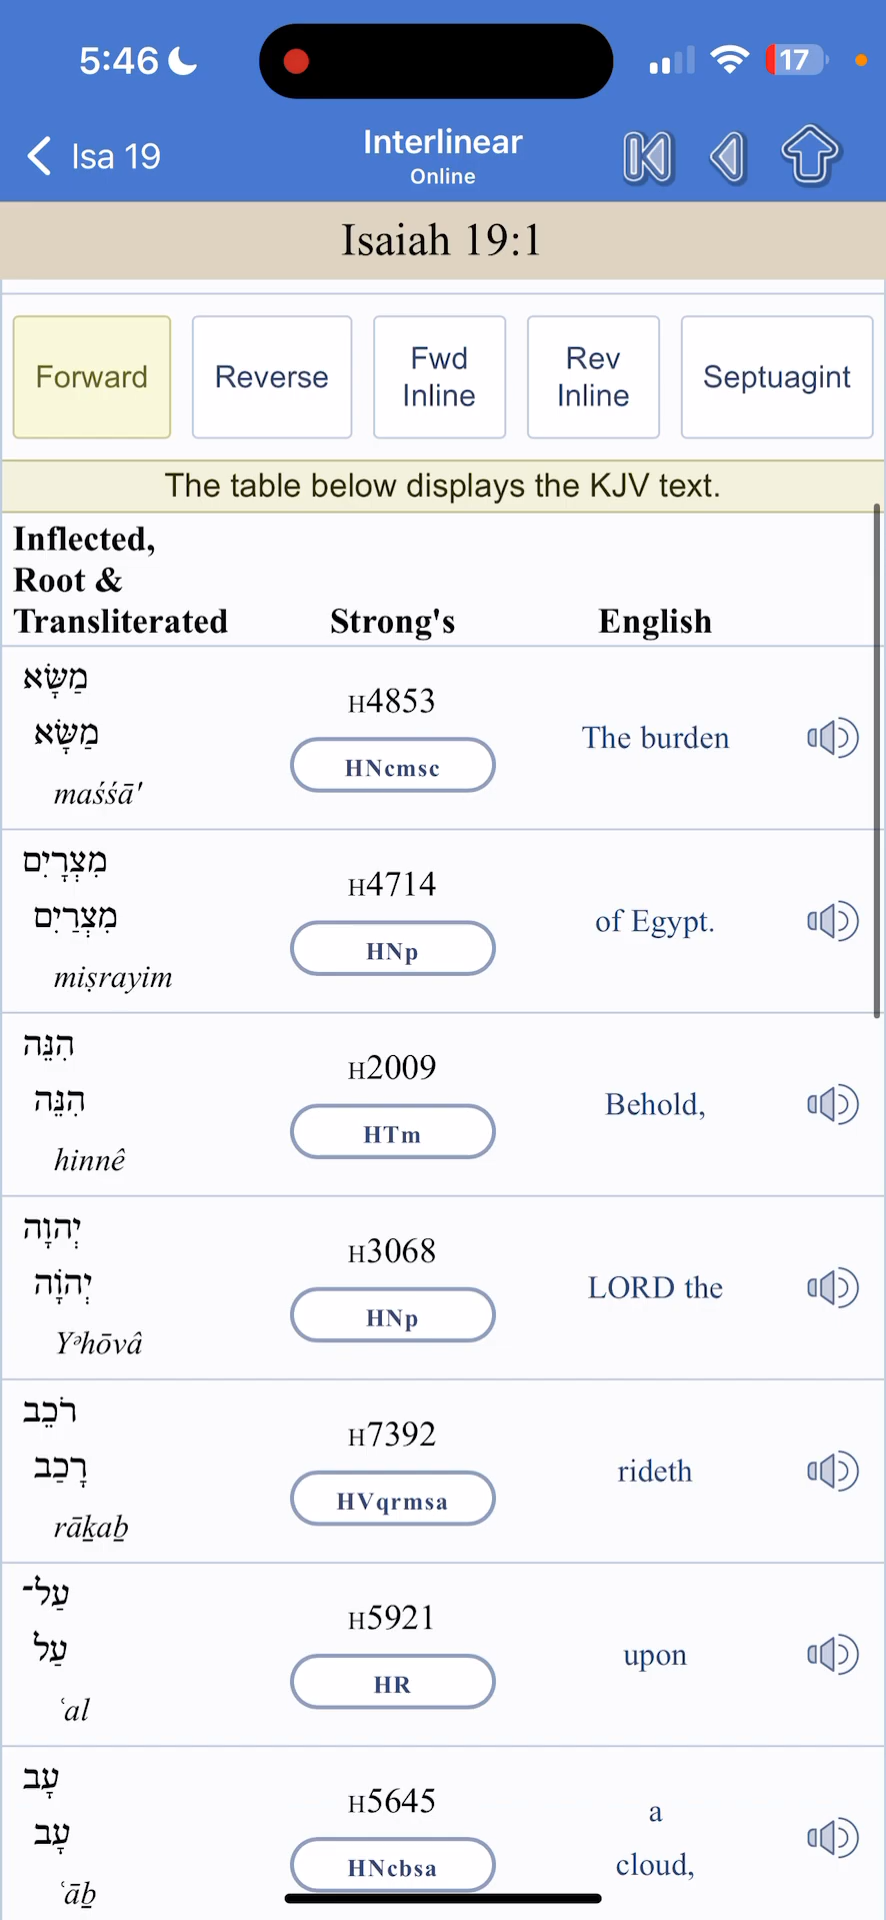 5:46
17
Isa 19
Interlinear
Online
Isaiah 19:1
Forward
Reverse
Fwd
Inline
Rev
Inline
Septuagint
The table below displays the KJV text.
Inflected,
Root &
Transliterated
Strong's
English
מַשָּׂא
מַשָּׂא
maśśā'
H4853
HNcmsc
The burden
מִצְרָיִם
מִצְרַיִם
miṣrayim
H4714
HNp
of Egypt.
הִנֵּה
הִנֵּה
hinnê
H2009
HTm
Behold,
יְהוָה
יְהֹוָה
Yᵊhōvâ
H3068
HNp
LORD the
רֹכֵב
רָכַב
rāḵaḇ
H7392
HVqrmsa
rideth
עַל־
עַל
ʿal
H5921
HR
upon
עָב
עָב
ʿāḇ
H5645
HNcbsa
a
cloud,